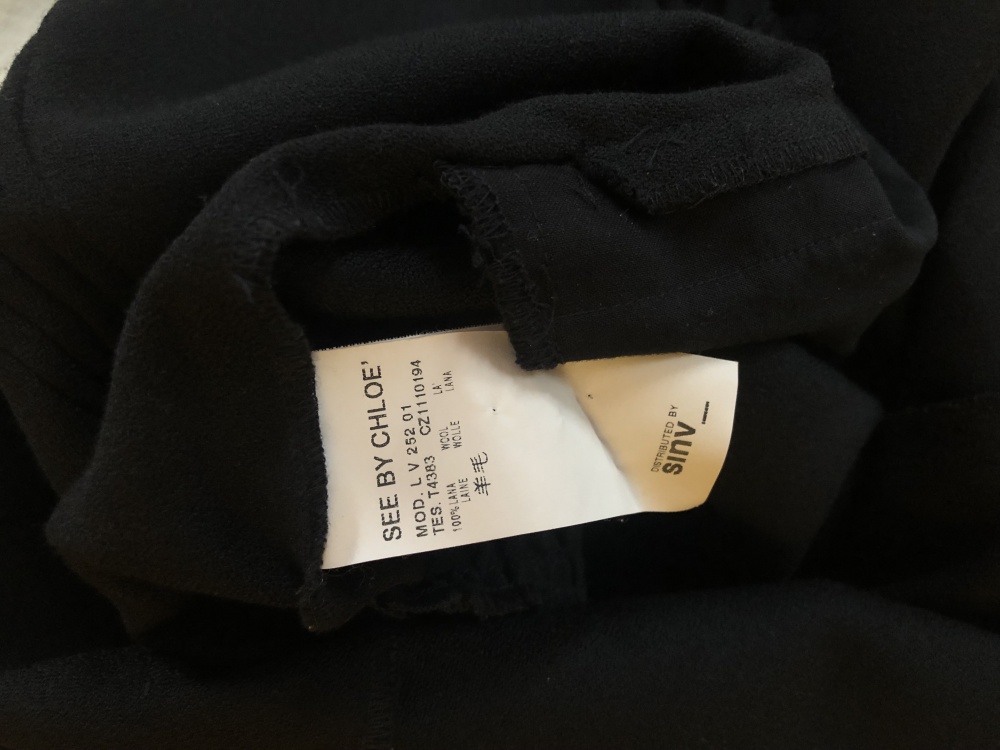 SEE BY CHLOE'
MOD. L V 252 01
TES. T4383 CZ1110194
100% LANA WOOL LA'
LAINE WOLLE LANA
羊毛
DISTRIBUTED BY
sinv_